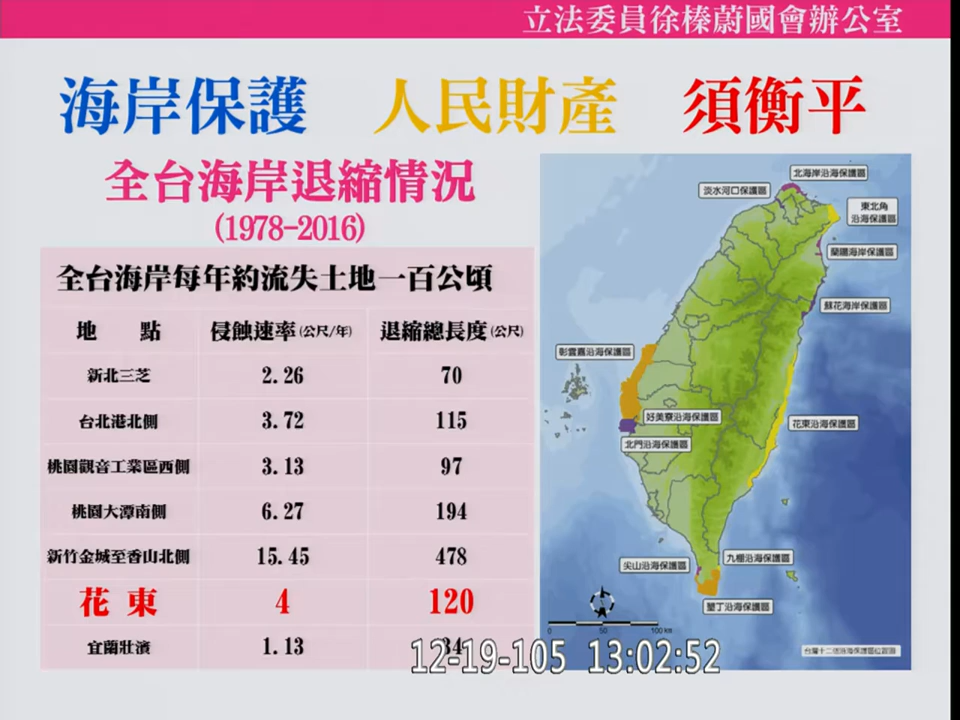 立法委員徐榛蔚國會辦公室
海岸保護 人民財產 須衡平
全台海岸退縮情況
(1978-2016)
全台海岸每年約流失土地一百公頃
地 點 侵蝕速率(公尺/年) 退縮總長度(公尺)
新北三芝 2.26 70
台北港北側 3.72 115
桃園觀音工業區西側 3.13 97
桃園大潭南側 6.27 194
新竹金城至香山北側 15.45 478
花東 4 120
宜蘭壯濱 1.13 34
北海岸沿海保護區
淡水河口保護區
東北角
沿海保護區
蘭陽海岸保護區
蘇花海岸保護區
彰雲嘉沿海保護區
好美寮沿海保護區
花東沿海保護區
北門沿海保護區
九棚沿海保護區
尖山沿海保護區
墾丁沿海保護區
0 50 100 km
12-19-105 13:02:52